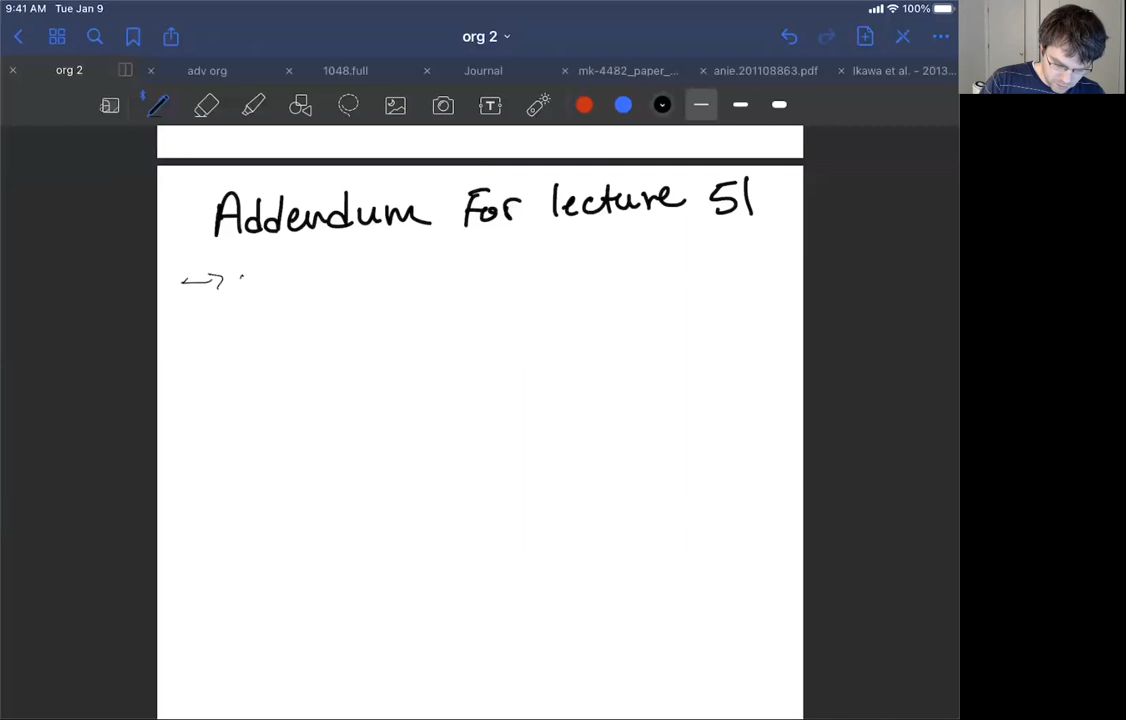 9:41 AM Tue Jan 9
100%
org 2
org 2
adv org
1048.full
Journal
mk-4482_paper_...
anie.201108863.pdf
Ikawa et al. - 2013...
T
Addendum For lecture 51
↔